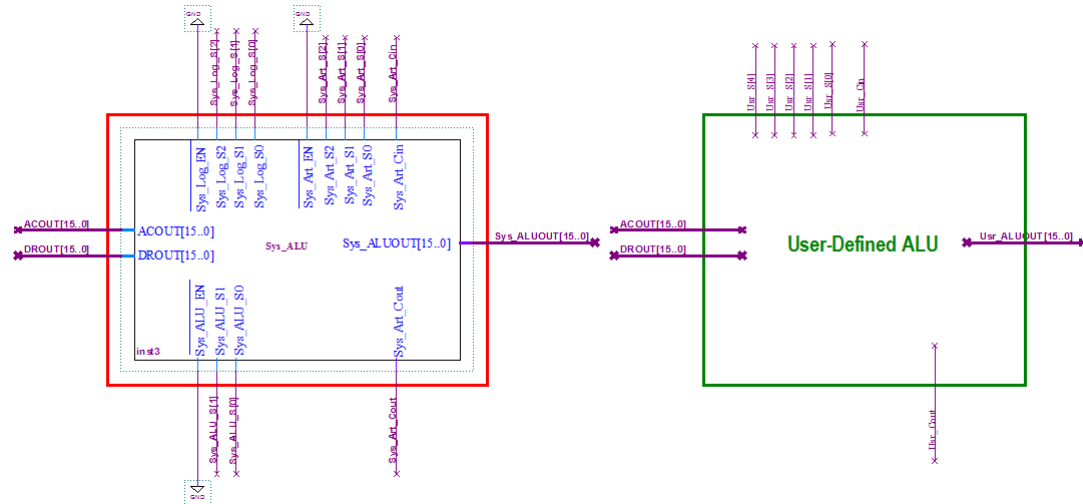 GND
GND
Sys_Log_S[2]
Sys_Log_S[1]
Sys_Log_S[0]
Sys_Art_S[2]
Sys_Art_S[1]
Sys_Art_S[0]
Sys_Art_Cin
Usr_S[4]
Usr_S[3]
Usr_S[2]
Usr_S[1]
Usr_S[0]
Usr_Cin
Sys_Log_EN
Sys_Log_S2
Sys_Log_S1
Sys_Log_S0
Sys_Art_EN
Sys_Art_S2
Sys_Art_S1
Sys_Art_S0
Sys_Art_Cin
ACOUT[15..0]
DROUT[15..0]
ACOUT[15..0]
DROUT[15..0]
Sys_ALU
Sys_ALUOUT[15..0]
Sys_ALUOUT[15..0]
ACOUT[15..0]
DROUT[15..0]
User-Defined ALU
Usr_ALUOUT[15..0]
Sys_ALU_EN
Sys_ALU_S1
Sys_ALU_S0
Sys_Art_Cout
inst3
Sys_ALU_S[1]
Sys_ALU_S[0]
Sys_Art_Cout
Usr_Cout
GND